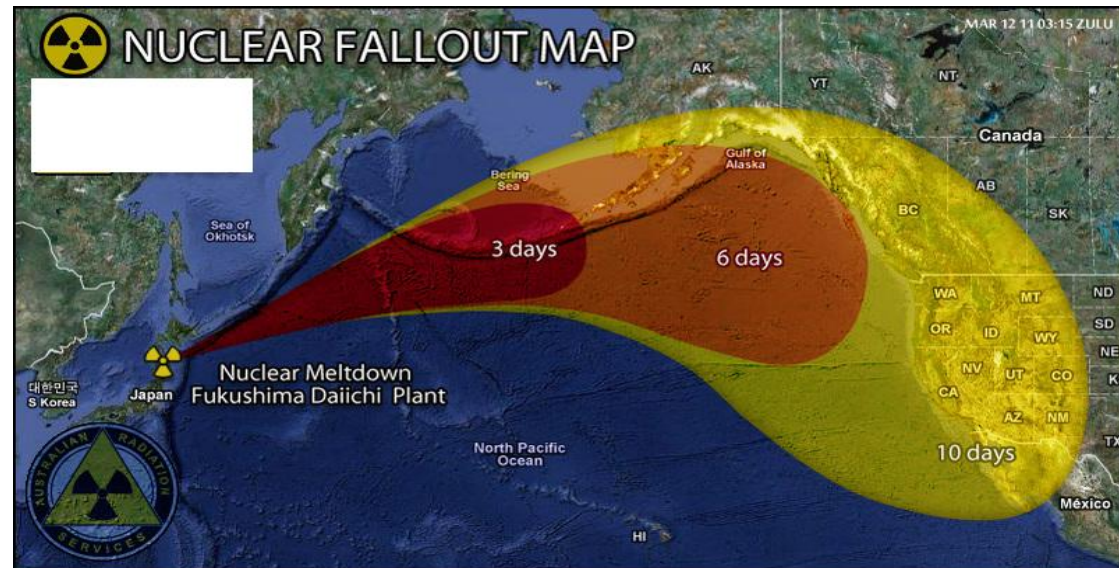 MAR 12 11 03:15 ZULU
NUCLEAR FALLOUT MAP
AK
YT
NT
Canada
Gulf of
Alaska
Bering
Sea
AB
SK
BC
Sea of
Okhotsk
3 days
6 days
WA
MT
ND
OR
ID
WY
SD
NE
Nuclear Meltdown
Fukushima Daiichi Plant
NV
UT
CO
K
대한민국
S Korea
Japan
CA
AZ
NM
TX
North Pacific
Ocean
10 days
México
HI
AUSTRALIAN RADIATION
SERVICES